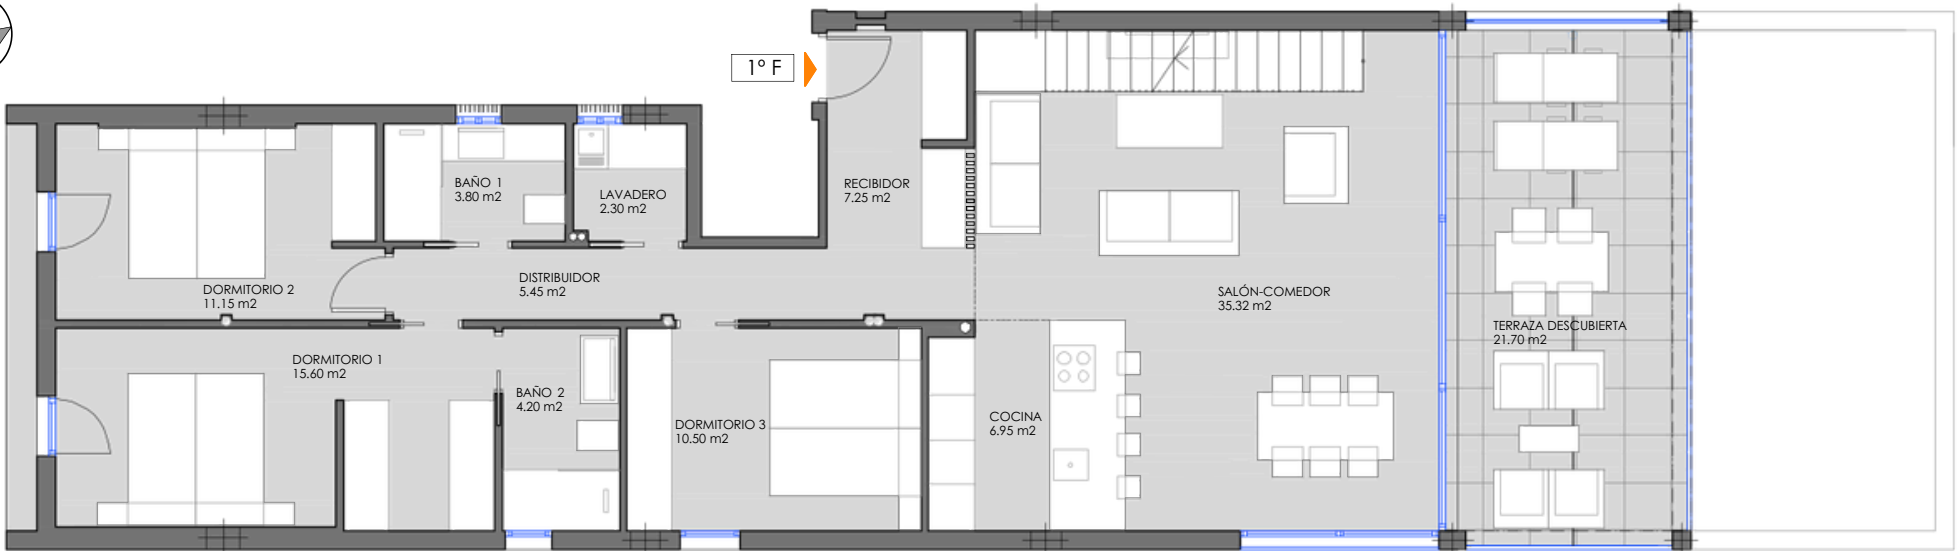 1º F
BAÑO 1
3.80 m2
LAVADERO
2.30 m2
RECIBIDOR
7.25 m2
DISTRIBUIDOR
5.45 m2
DORMITORIO 2
11.15 m2
SALÓN-COMEDOR
35.32 m2
TERRAZA DESCUBIERTA
21.70 m2
DORMITORIO 1
15.60 m2
BAÑO 2
4.20 m2
DORMITORIO 3
10.50 m2
COCINA
6.95 m2